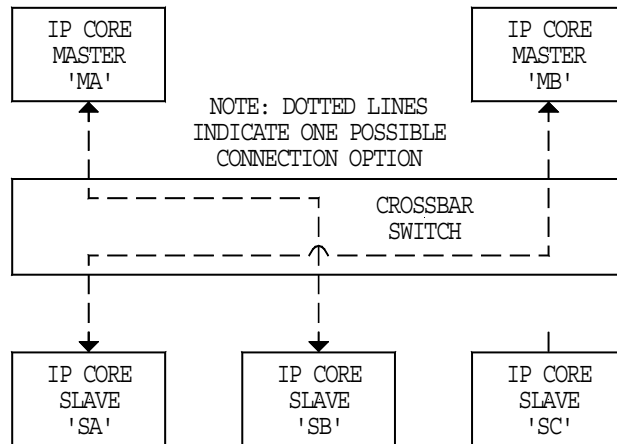 IP CORE
MASTER
'MA'
IP CORE
MASTER
'MB'
NOTE: DOTTED LINES
INDICATE ONE POSSIBLE
CONNECTION OPTION
CROSSBAR
SWITCH
IP CORE
SLAVE
'SA'
IP CORE
SLAVE
'SB'
IP CORE
SLAVE
'SC'